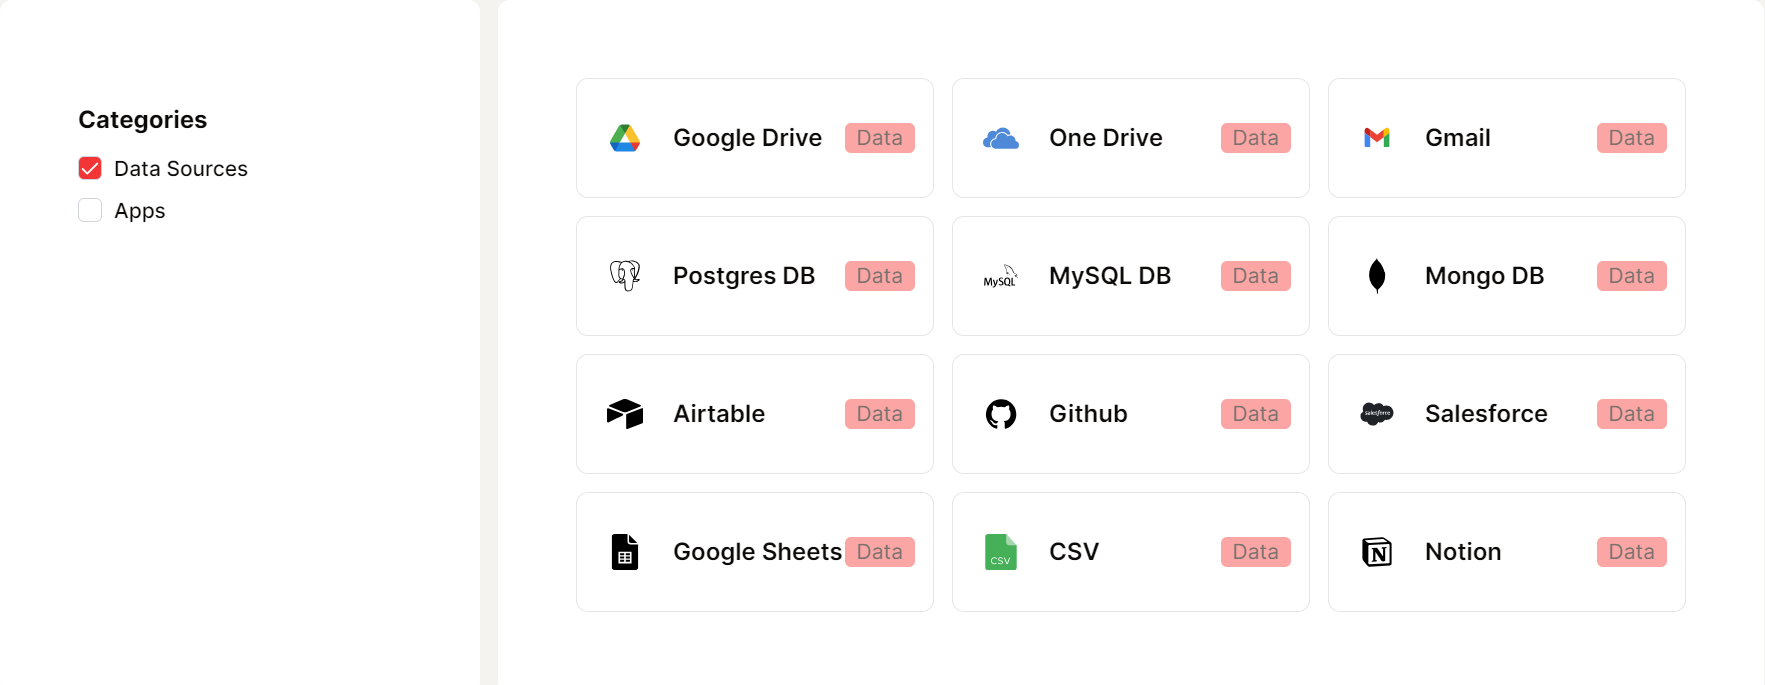 Categories
Data Sources
Apps
Google Drive Data
One Drive Data
Gmail Data
Postgres DB Data
MySQL MySQL DB Data
Mongo DB Data
Airtable Data
Github Data
salesforce Salesforce Data
Google Sheets Data
CSV CSV Data
N Notion Data